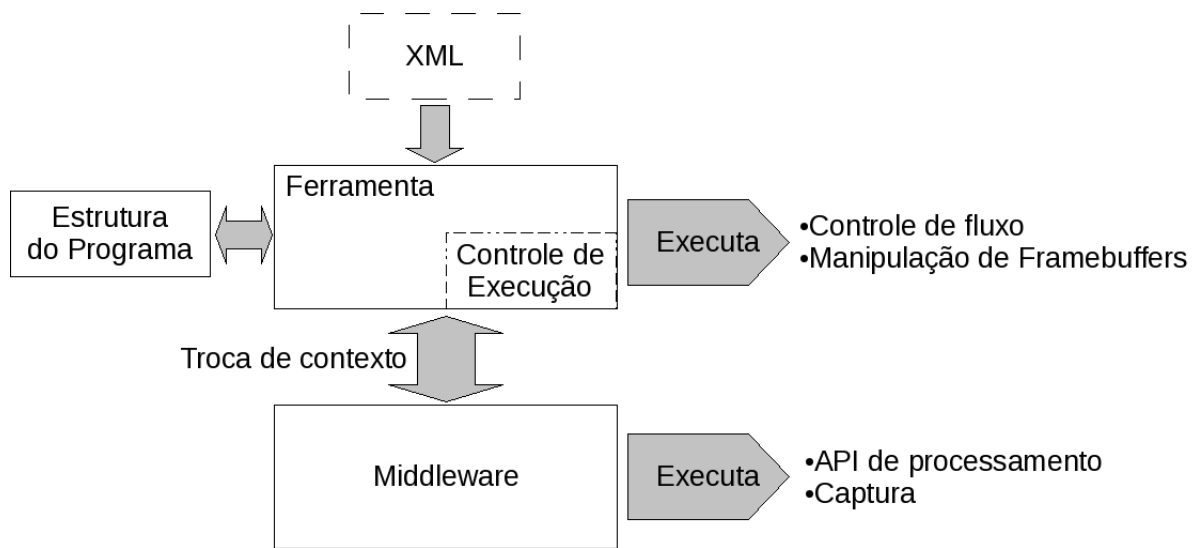 XML
Ferramenta
Estrutura
do Programa
Controle de
Execução
Executa
•Controle de fluxo
•Manipulação de Framebuffers
Troca de contexto
Middleware
Executa
•API de processamento
•Captura